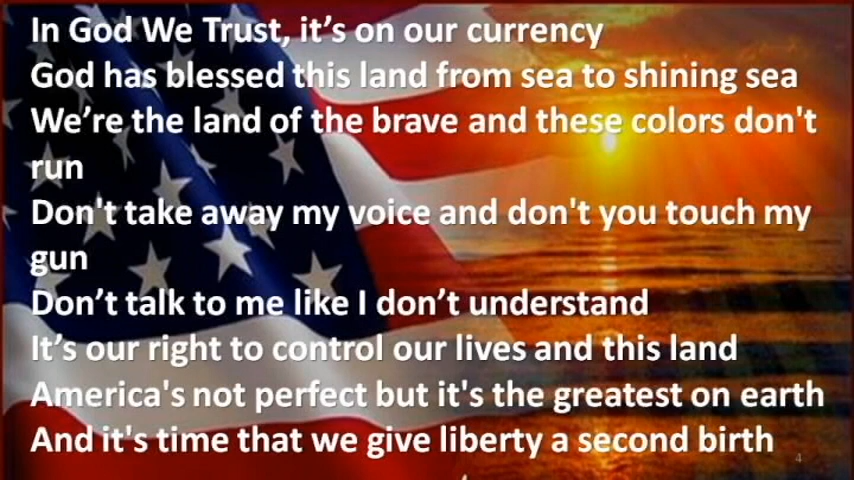 In God We Trust, it’s on our currency
God has blessed this land from sea to shining sea
We’re the land of the brave and these colors don't
run
Don't take away my voice and don't you touch my
gun
Don’t talk to me like I don’t understand
It’s our right to control our lives and this land
America's not perfect but it's the greatest on earth
And it's time that we give liberty a second birth
4